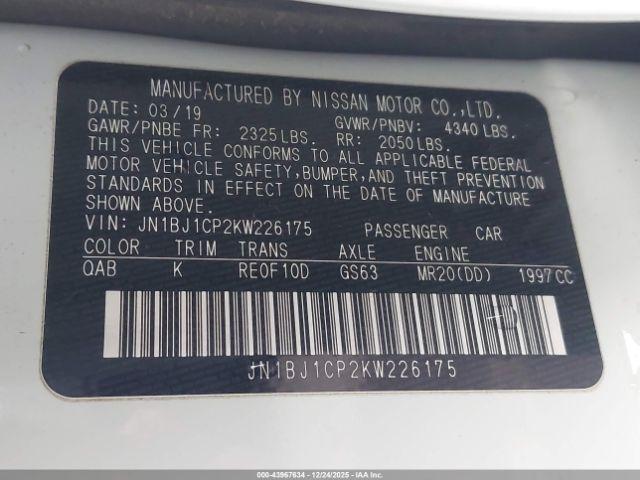 MANUFACTURED BY NISSAN MOTOR CO.,LTD.
DATE: 03/19
GAWR/PNBE FR: 2325LBS. GVWR/PNBV: 4340 LBS.
RR: 2050LBS.
THIS VEHICLE CONFORMS TO ALL APPLICABLE FEDERAL
MOTOR VEHICLE SAFETY,BUMPER,AND THEFT PREVENTION
STANDARDS IN EFFECT ON THE DATE OF MANUFACTURE
SHOWN ABOVE.
VIN: JN1BJ1CP2KW226175 PASSENGER CAR
COLOR TRIM TRANS AXLE ENGINE
QAB K RE0F10D GS63 MR20(DD) 1997CC
JN1BJ1CP2KW226175
000-43967634 - 12/24/2025 - IAAI.COM